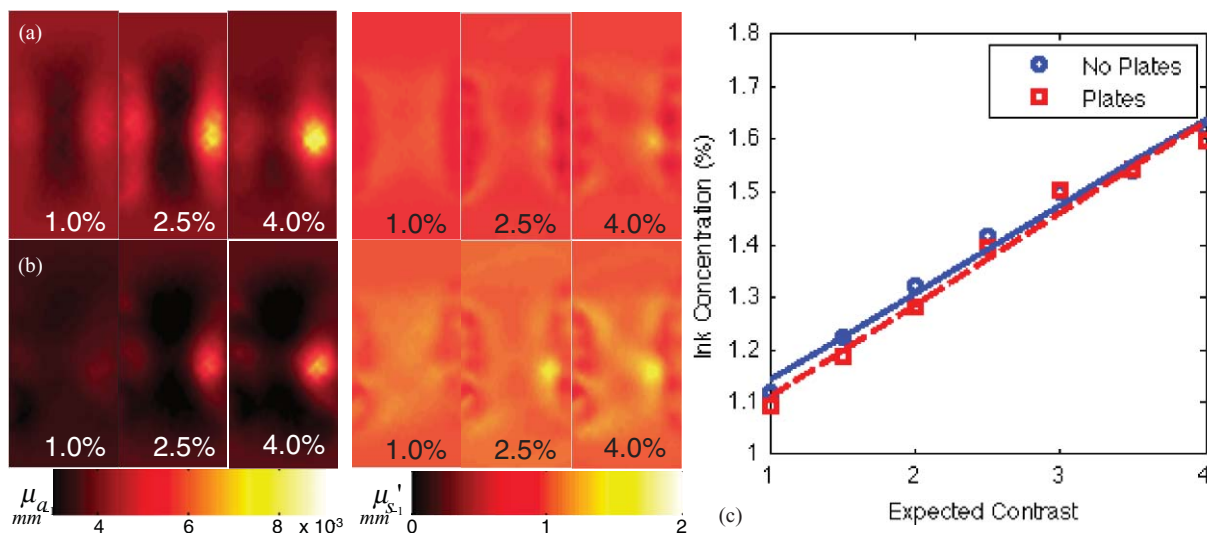 (a)
1.0% 2.5% 4.0% 1.0% 2.5% 4.0%
(b)
1.0% 2.5% 4.0% 1.0% 2.5% 4.0%
μa
mm-1
4 6 8 x 10³
μs'
mm-1
0 1 2
(c)
Ink Concentration (%)
1.8
1.7
1.6
1.5
1.4
1.3
1.2
1.1
1
No Plates
Plates
1 2 3 4
Expected Contrast